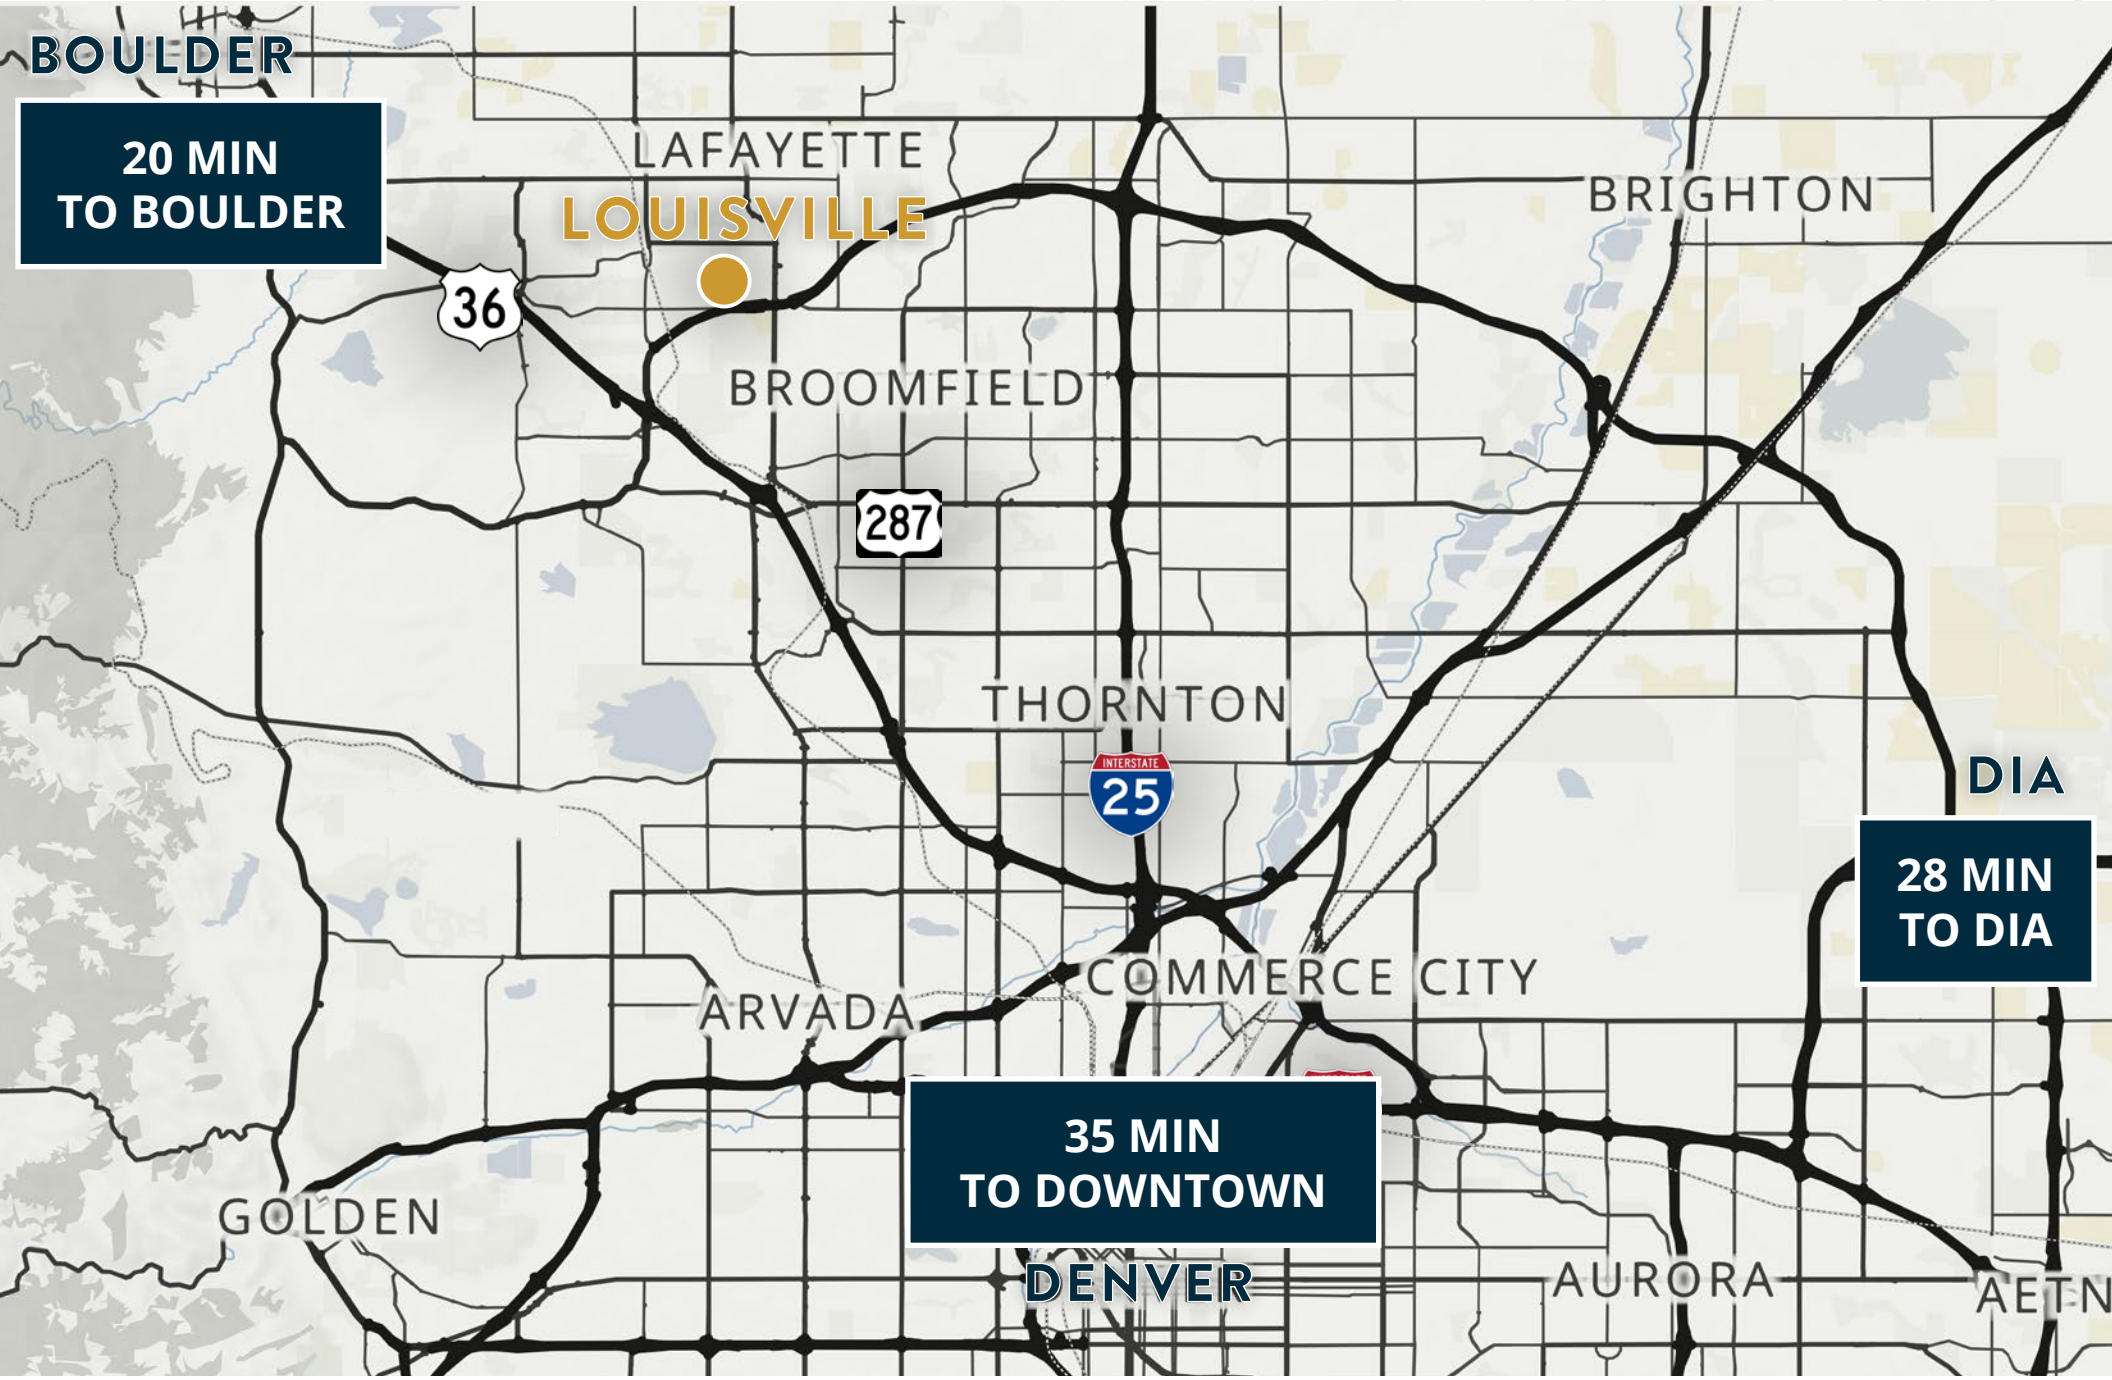 BOULDER
20 MIN
TO BOULDER
LAFAYETTE
LOUISVILLE
BRIGHTON
36
BROOMFIELD
287
THORNTON
INTERSTATE
25
DIA
28 MIN
TO DIA
COMMERCE CITY
ARVADA
35 MIN
TO DOWNTOWN
GOLDEN
DENVER
AURORA
AETN